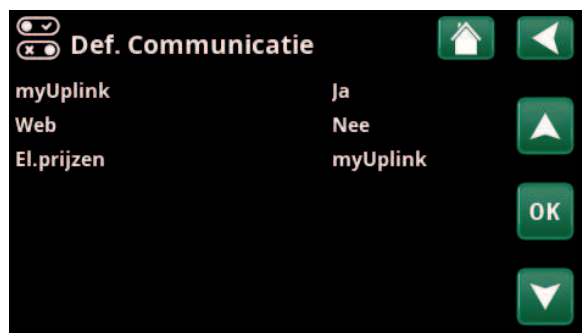 Def. Communicatie
myUplink Ja
Web Nee
El.prijzen myUplink
OK